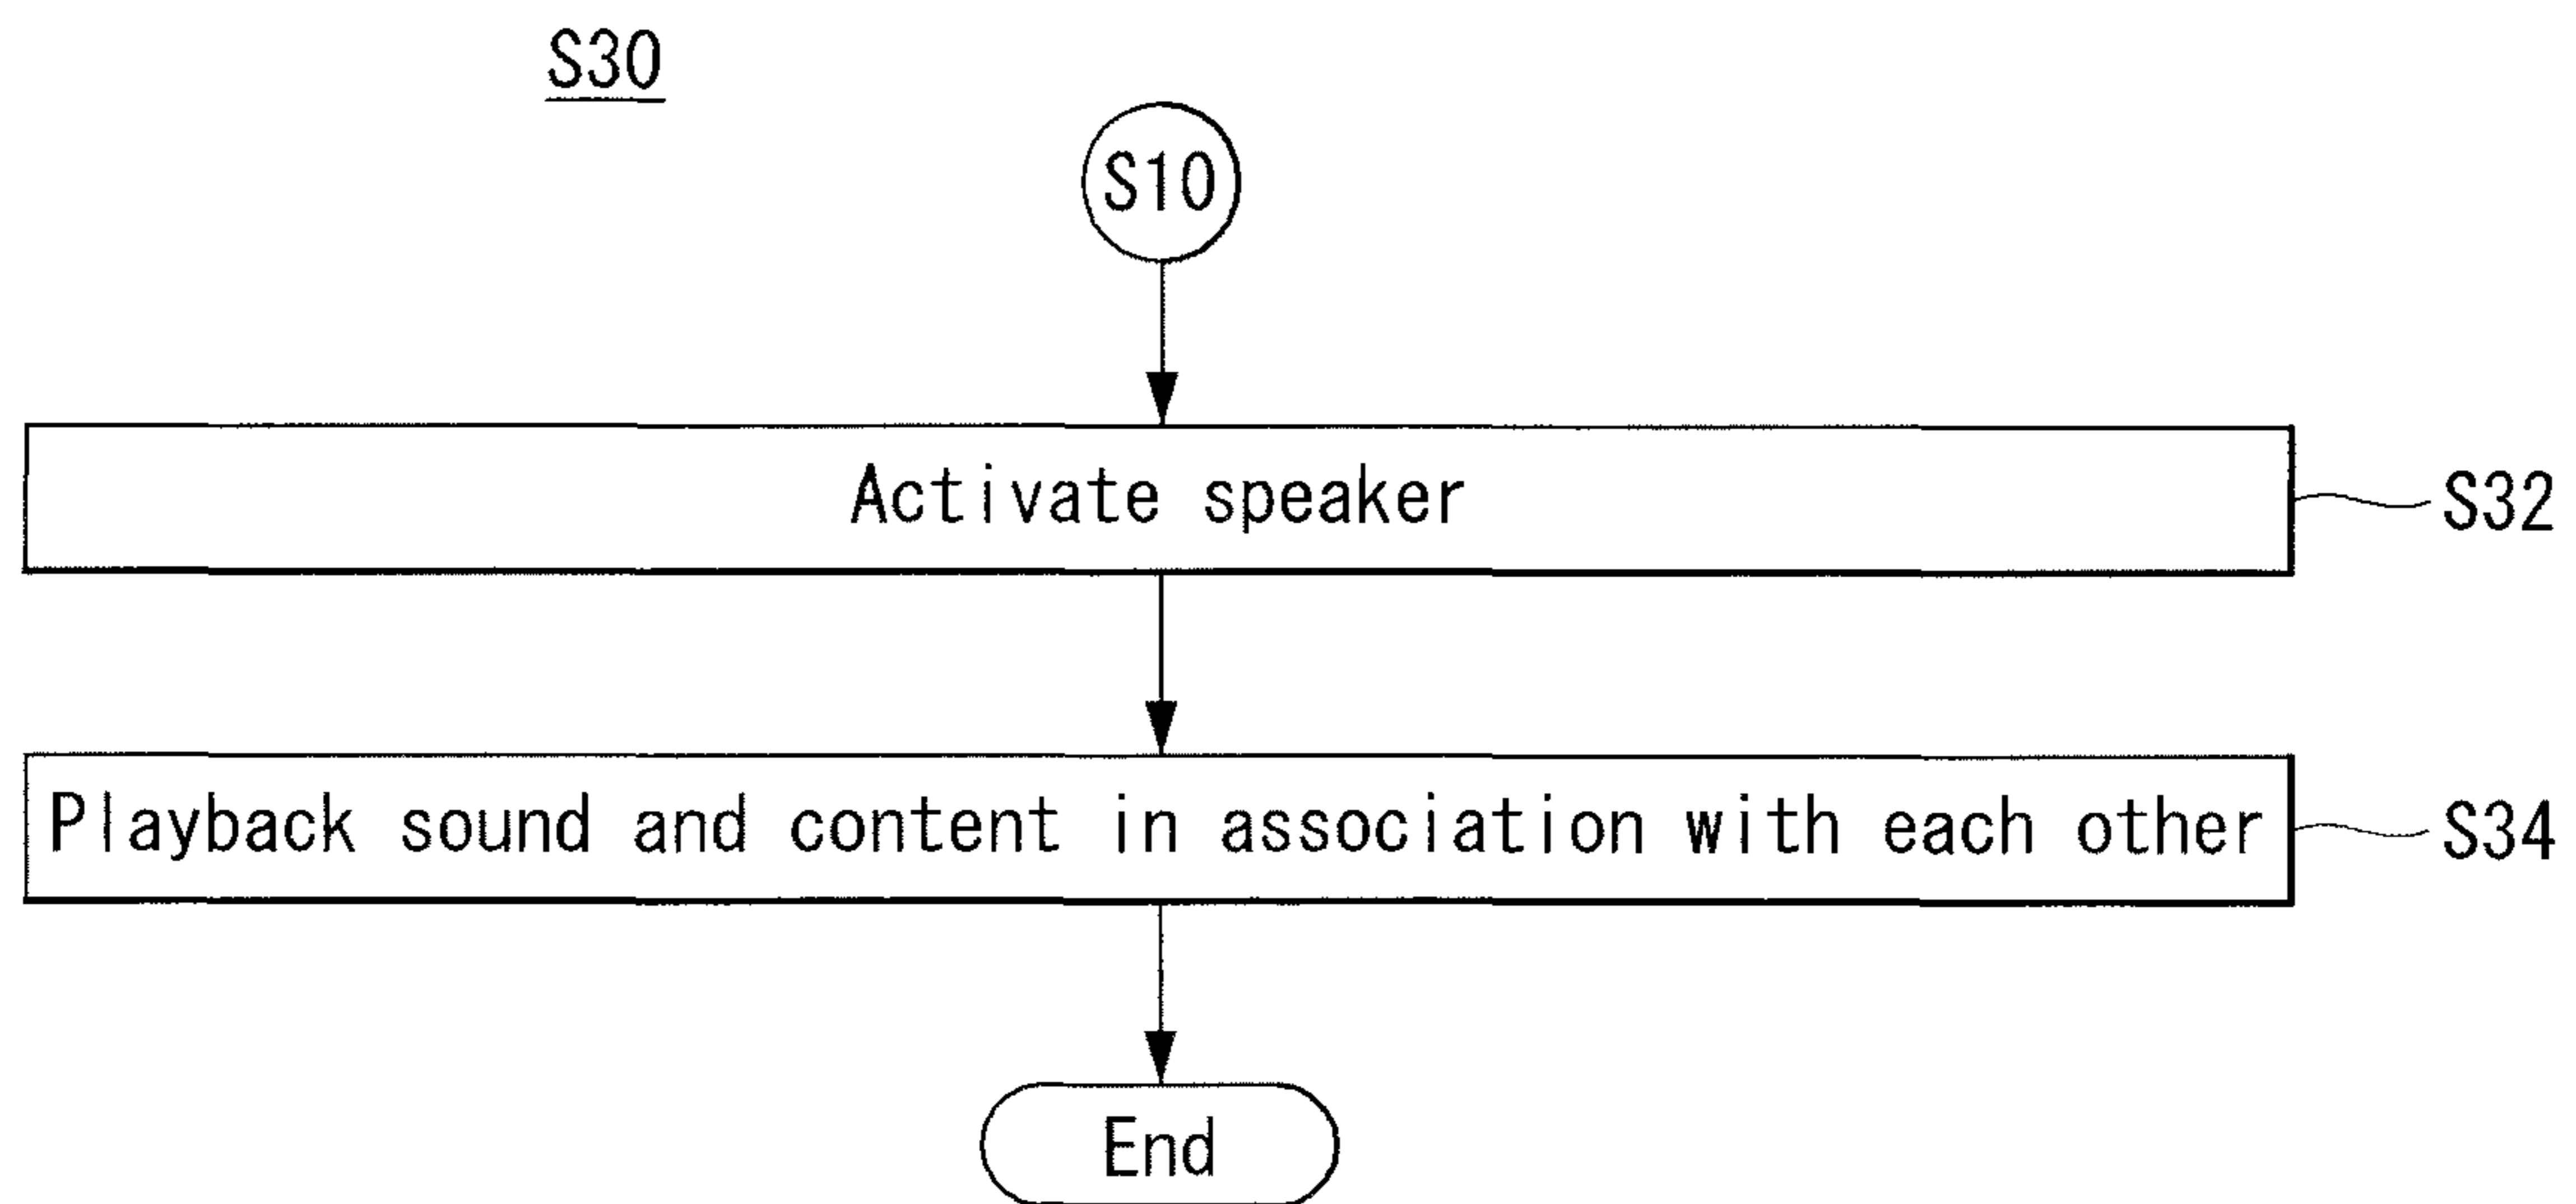 S30
S10
Activate speaker
S32
Playback sound and content in association with each other
S34
End